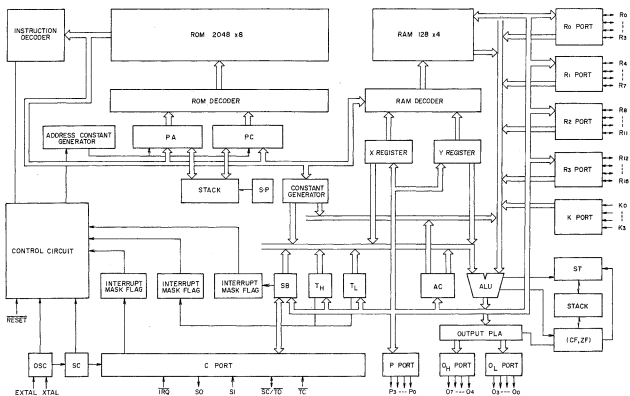 INSTRUCTION
DECODER
ROM 2048 x8
RAM 128 x4
R0 PORT
R0
R3
ROM DECODER
RAM DECODER
R1 PORT
R4
R7
ADDRESS CONSTANT
GENERATOR
PA
PC
X REGISTER
Y REGISTER
R2 PORT
R8
R11
STACK
S·P
CONSTANT
GENERATOR
R3 PORT
R12
R15
K PORT
K0
K3
CONTROL CIRCUIT
INTERRUPT
MASK FLAG
INTERRUPT
MASK FLAG
INTERRUPT
MASK FLAG
SB
TH
TL
AC
ALU
ST
STACK
(CF,ZF)
RESET
OUTPUT PLA
OSC
SC
C PORT
P PORT
OH PORT
OL PORT
EXTAL XTAL
IRQ
SO
SI
SC/TO
TC
P3 --- P0
O7 --- O4
O3 --- O0